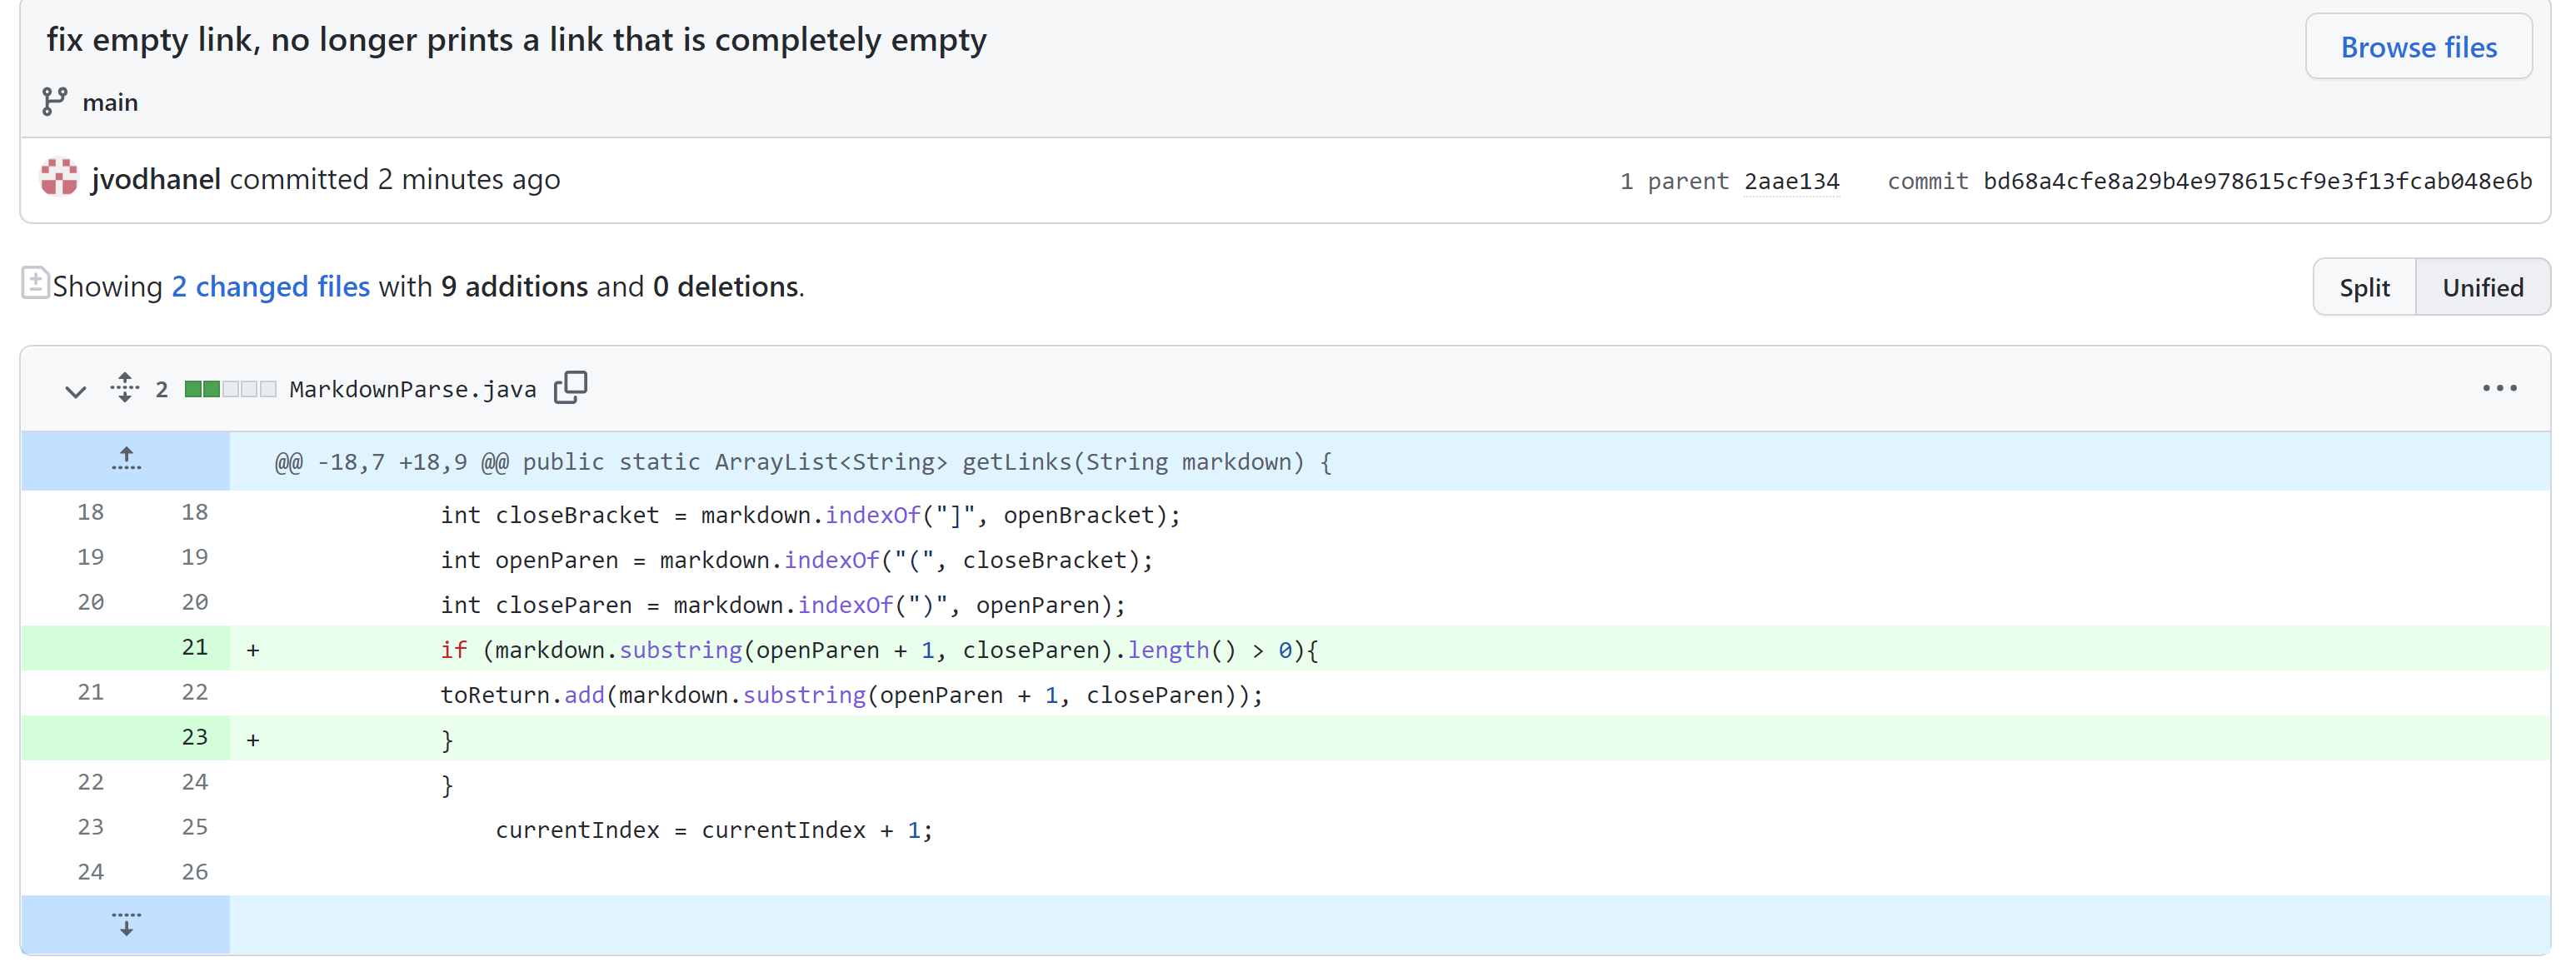 fix empty link, no longer prints a link that is completely empty
Browse files
main
jvodhanel committed 2 minutes ago
1 parent 2aae134 commit bd68a4cfe8a29b4e978615cf9e3f13fcab048e6b
Showing 2 changed files with 9 additions and 0 deletions.
Split Unified
2 MarkdownParse.java
@@ -18,7 +18,9 @@ public static ArrayList<String> getLinks(String markdown) {
18 18 int closeBracket = markdown.indexOf("]", openBracket);
19 19 int openParen = markdown.indexOf("(", closeBracket);
20 20 int closeParen = markdown.indexOf(")", openParen);
21 + if (markdown.substring(openParen + 1, closeParen).length() > 0){
21 22 toReturn.add(markdown.substring(openParen + 1, closeParen));
23 + }
22 24 }
23 25 currentIndex = currentIndex + 1;
24 26